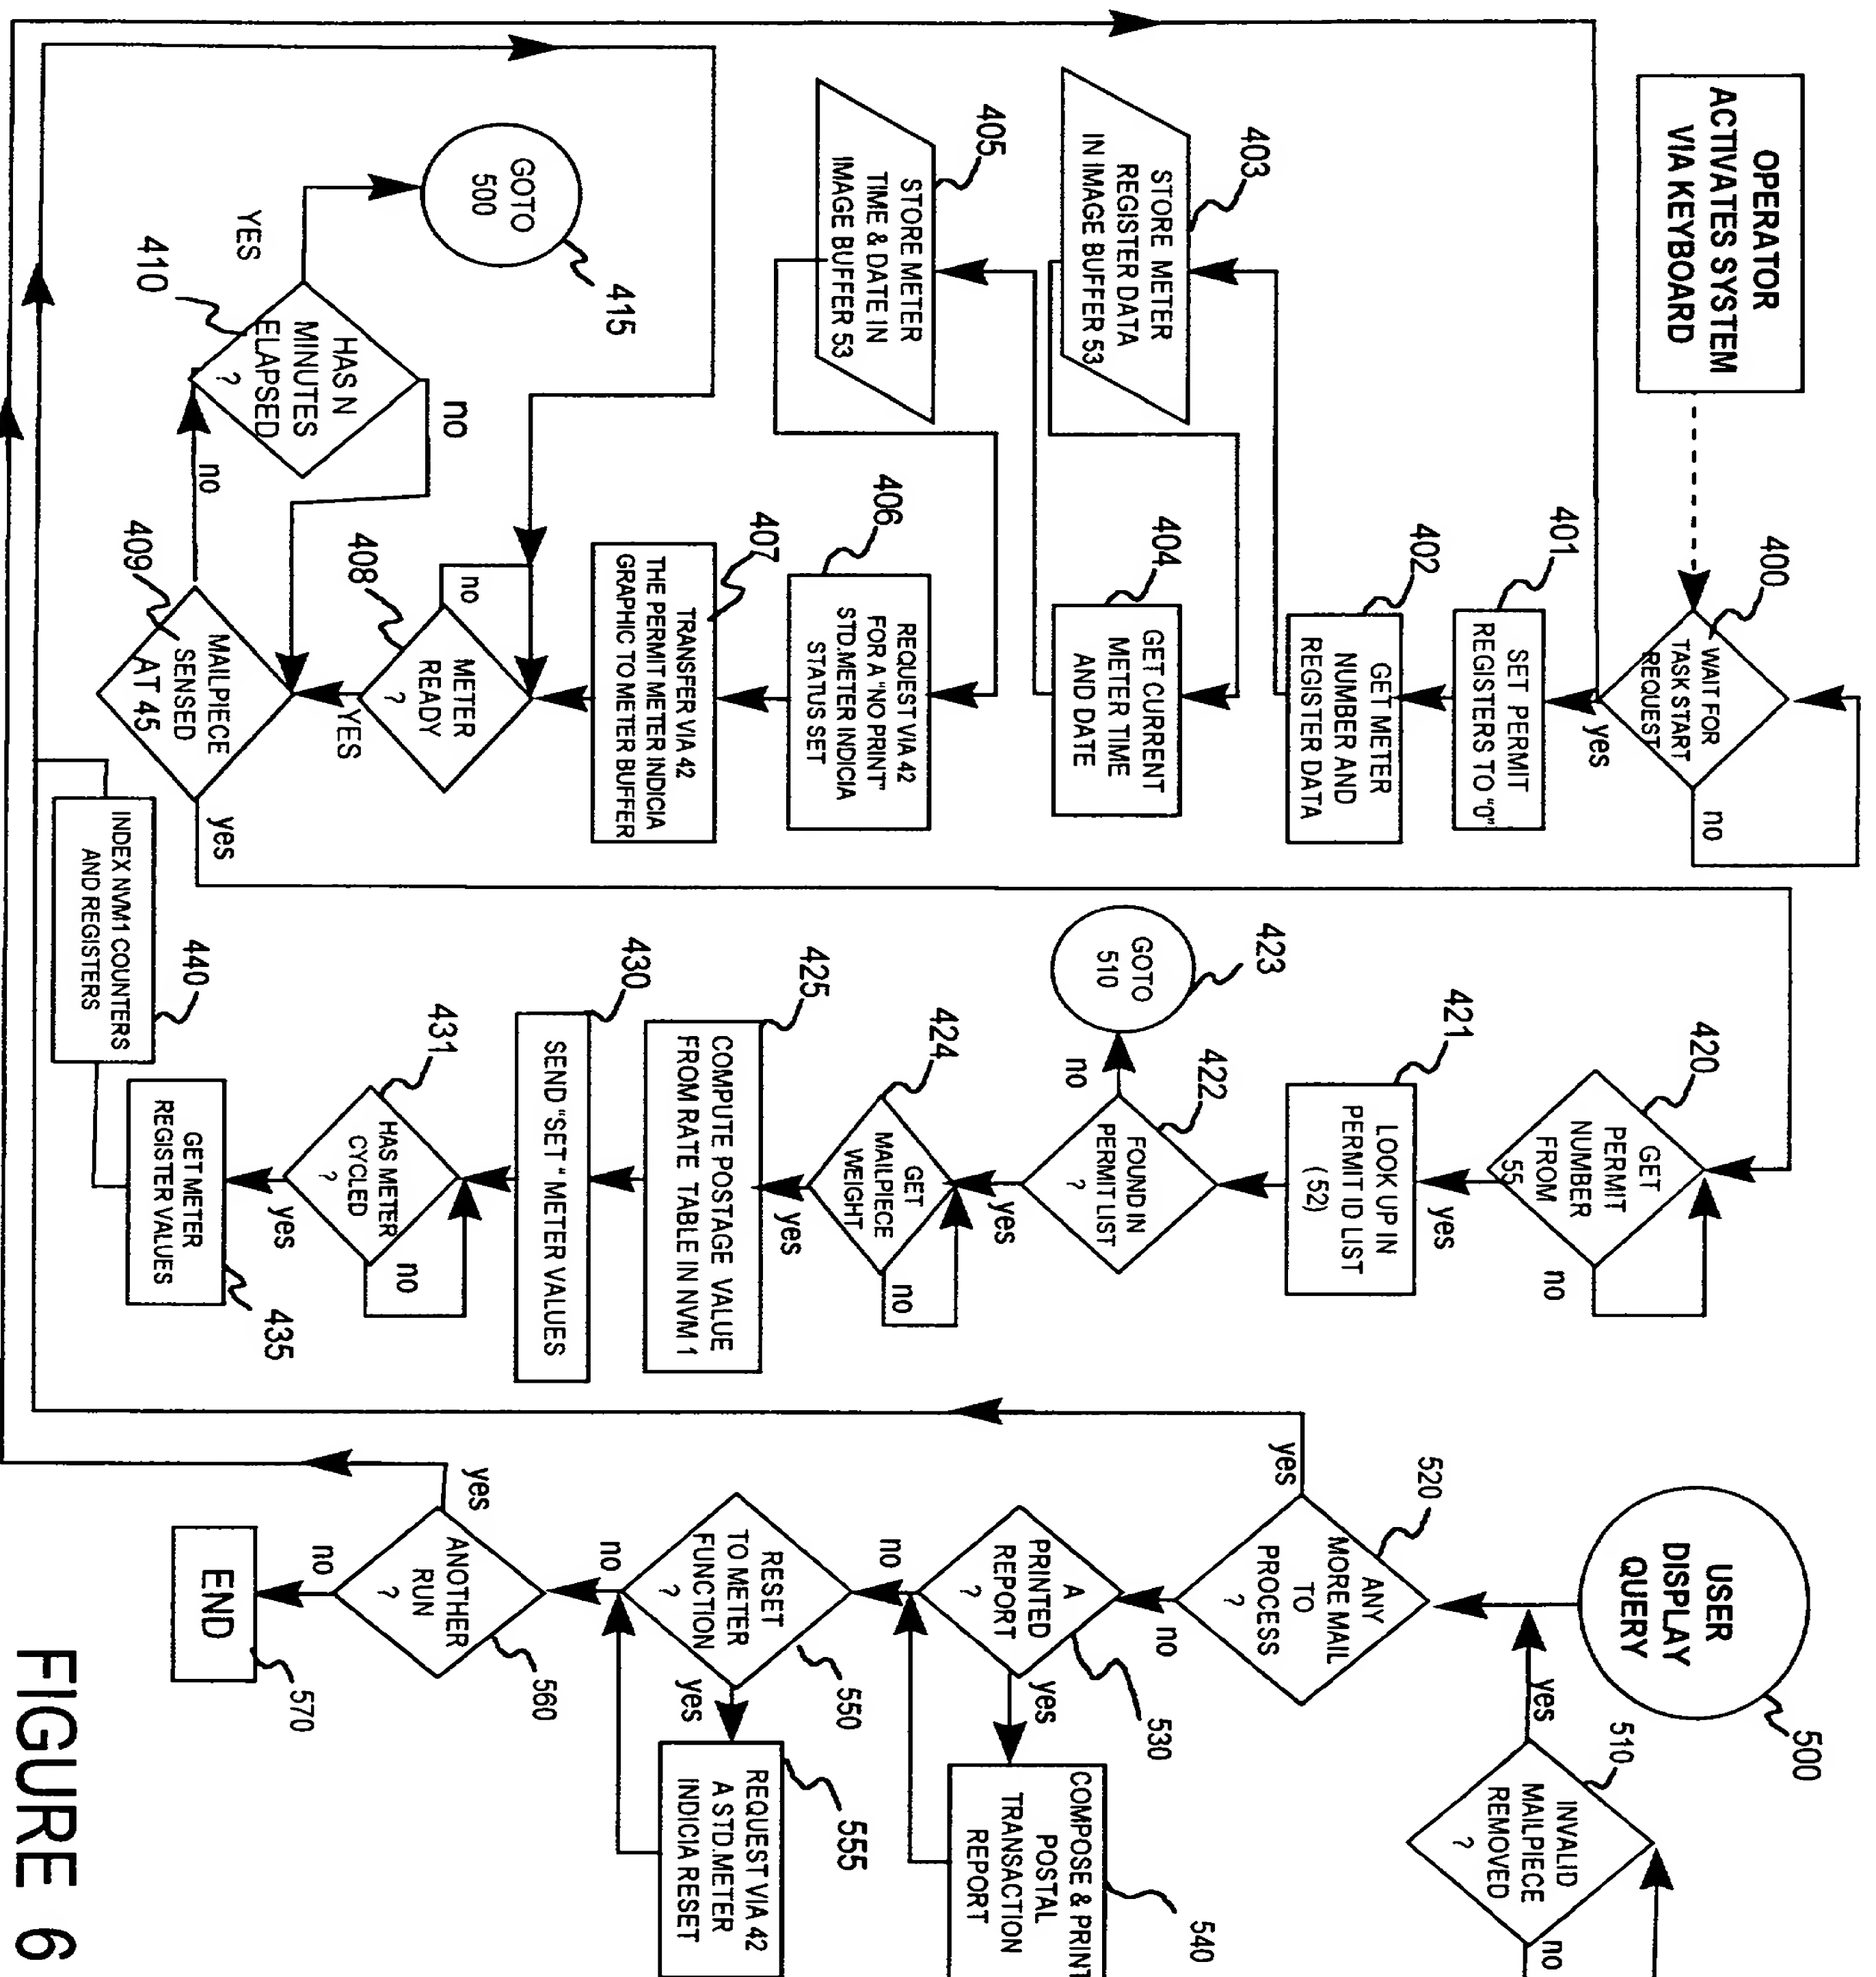 OPERATOR
ACTIVATES SYSTEM
VIA KEYBOARD
400
WAIT FOR
TASK START
REQUEST
no
yes
401
SET PERMIT
REGISTERS TO "0"
402
GET METER
NUMBER AND
REGISTER DATA
403
STORE METER
REGISTER DATA
IN IMAGE BUFFER 53
404
GET CURRENT
METER TIME
AND DATE
405
STORE METER
TIME & DATE IN
IMAGE BUFFER 53
406
REQUEST VIA 42
FOR A "NO PRINT"
STD.METER INDICIA
STATUS SET
407
TRANSFER VIA 42
THE PERMIT METER INDICIA
GRAPHIC TO METER BUFFER
408
METER
READY
?
no
YES
409
MAILPIECE
SENSED
AT 45
no
yes
410
HAS N
MINUTES
ELAPSED
?
no
YES
GOTO
500
415
420
GET
PERMIT
NUMBER
FROM
55
no
yes
421
LOOK UP IN
PERMIT ID LIST
(52)
422
FOUND IN
PERMIT LIST
?
no
yes
GOTO
510
423
424
GET
MAILPIECE
WEIGHT
no
yes
425
COMPUTE POSTAGE VALUE
FROM RATE TABLE IN NVM 1
430
SEND "SET " METER VALUES
431
HAS METER
CYCLED
?
no
yes
GET METER
REGISTER VALUES
435
INDEX NVM1 COUNTERS
AND REGISTERS
440
USER
DISPLAY
QUERY
500
510
INVALID
MAILPIECE
REMOVED
?
yes
no
520
ANY
MORE MAIL
TO
PROCESS
?
yes
no
A
PRINTED
REPORT
?
530
yes
no
COMPOSE & PRINT
POSTAL
TRANSACTION
REPORT
540
RESET
TO METER
FUNCTION
?
550
yes
no
555
REQUEST VIA 42
A STD.METER
INDICIA RESET
ANOTHER
RUN
?
560
yes
no
END
570
FIGURE 6